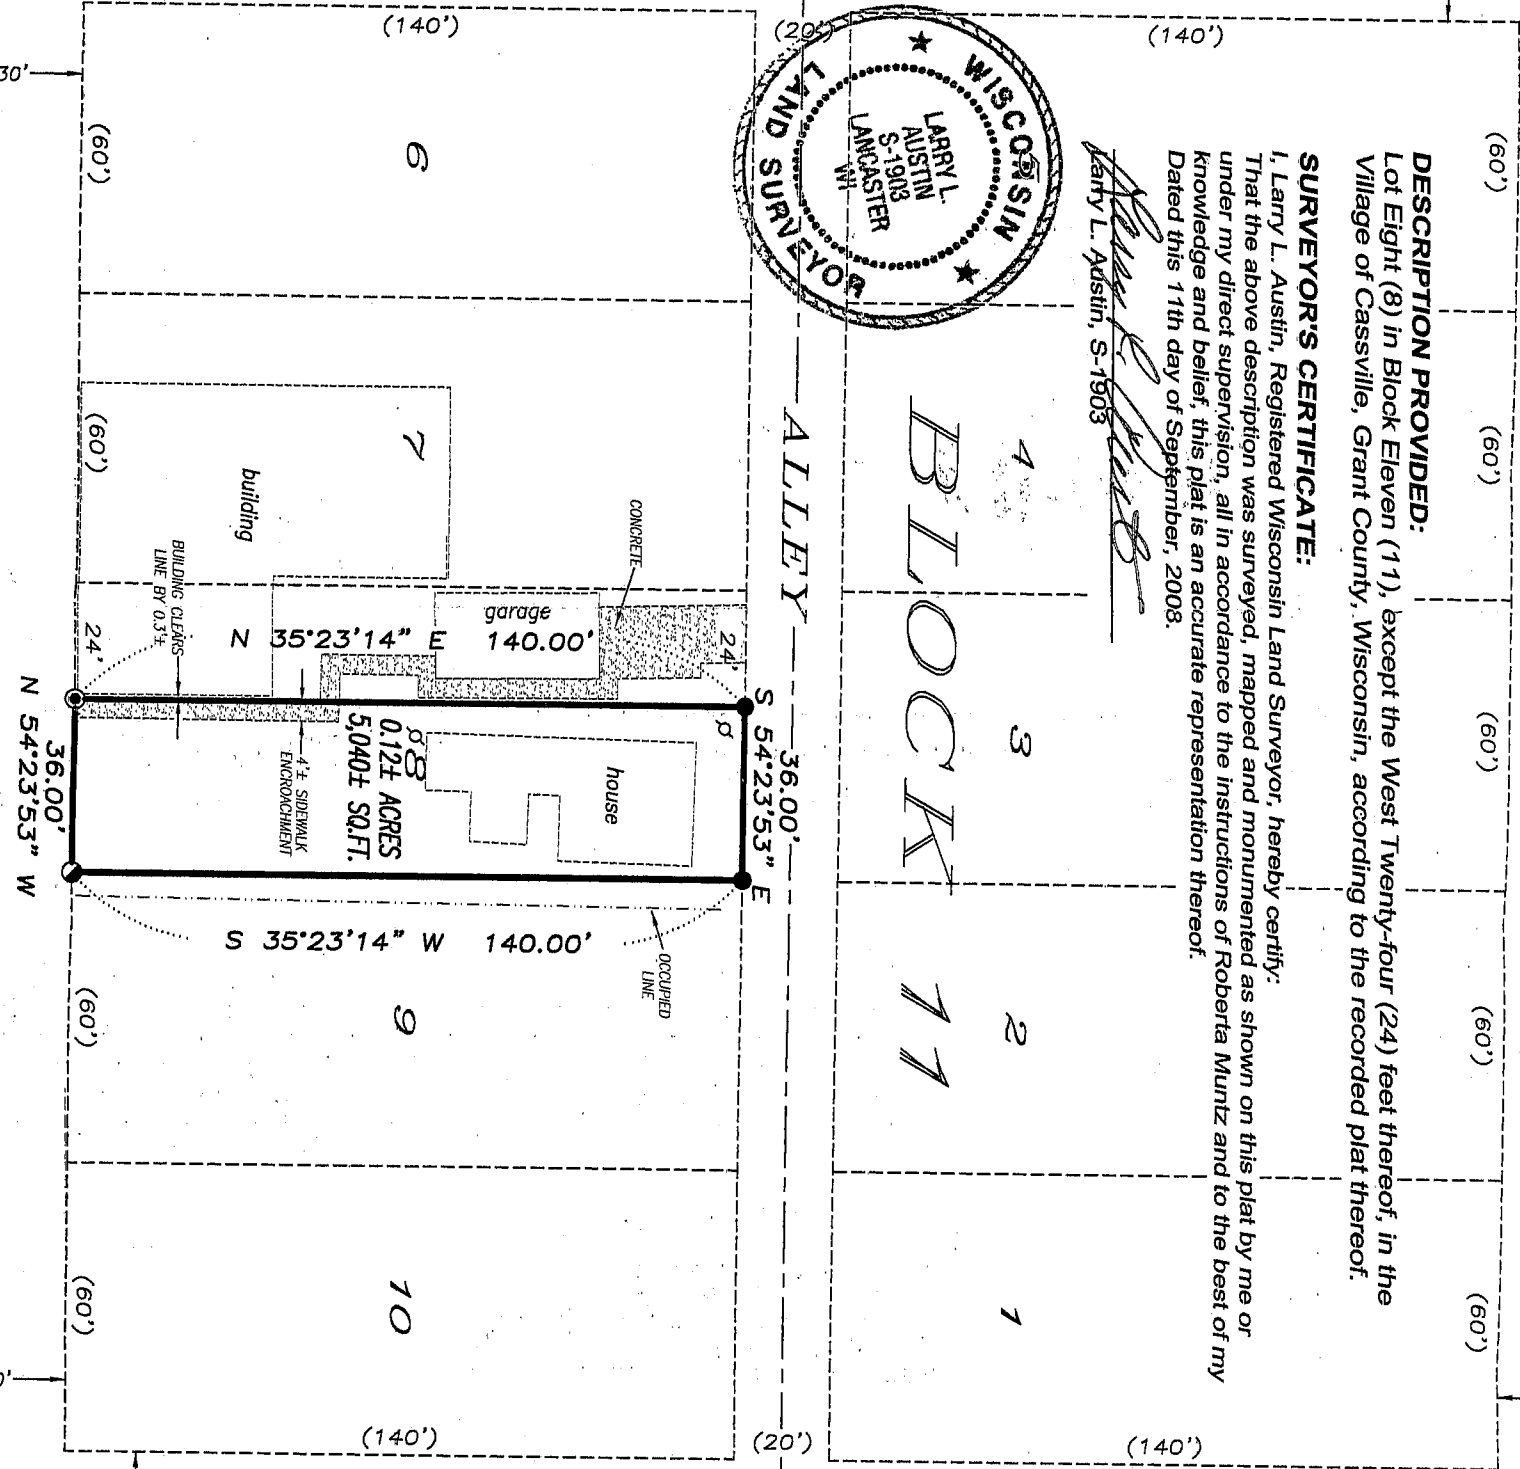 DESCRIPTION PROVIDED:
Lot Eight (8) in Block Eleven (11), except the West Twenty-four (24) feet thereof, in the
Village of Cassville, Grant County, Wisconsin, according to the recorded plat thereof.
SURVEYOR'S CERTIFICATE:
I, Larry L. Austin, Registered Wisconsin Land Surveyor, hereby certify:
That the above description was surveyed, mapped and monumented as shown on this plat by me or
under my direct supervision, all in accordance to the instructions of Roberta Muntz and to the best of my
knowledge and belief, this plat is an accurate representation thereof.
Dated this 11th day of September, 2008.
Larry L. Austin, S-1903
WISCONSIN
LARRY L.
AUSTIN
S-1903
LANCASTER
WI
LAND SURVEYOR
(60')
(60')
(60')
(60')
(60')
(140')
(140')
4
3
2
1
BLOCK 11
(20')
ALLEY
(20')
36.00'
S 54°23'53" E
(140')
6
(60')
7
(60')
building
garage
CONCRETE
24'
N 35°23'14" E 140.00'
24'
BUILDING CLEARS
LINE BY 0.3'±
house
8
0.12± ACRES
5,040± SQ.FT.
4'± SIDEWALK
ENCROACHMENT
36.00'
N 54°23'53" W
S 35°23'14" W 140.00'
OCCUPIED
LINE
9
(60')
10
(60')
(140')
30'